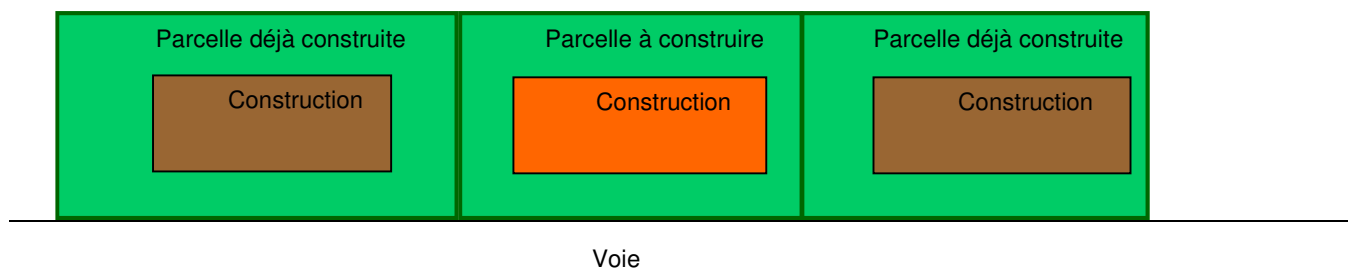 Parcelle déjà construite
Parcelle à construire
Parcelle déjà construite
Construction
Construction
Construction
Voie